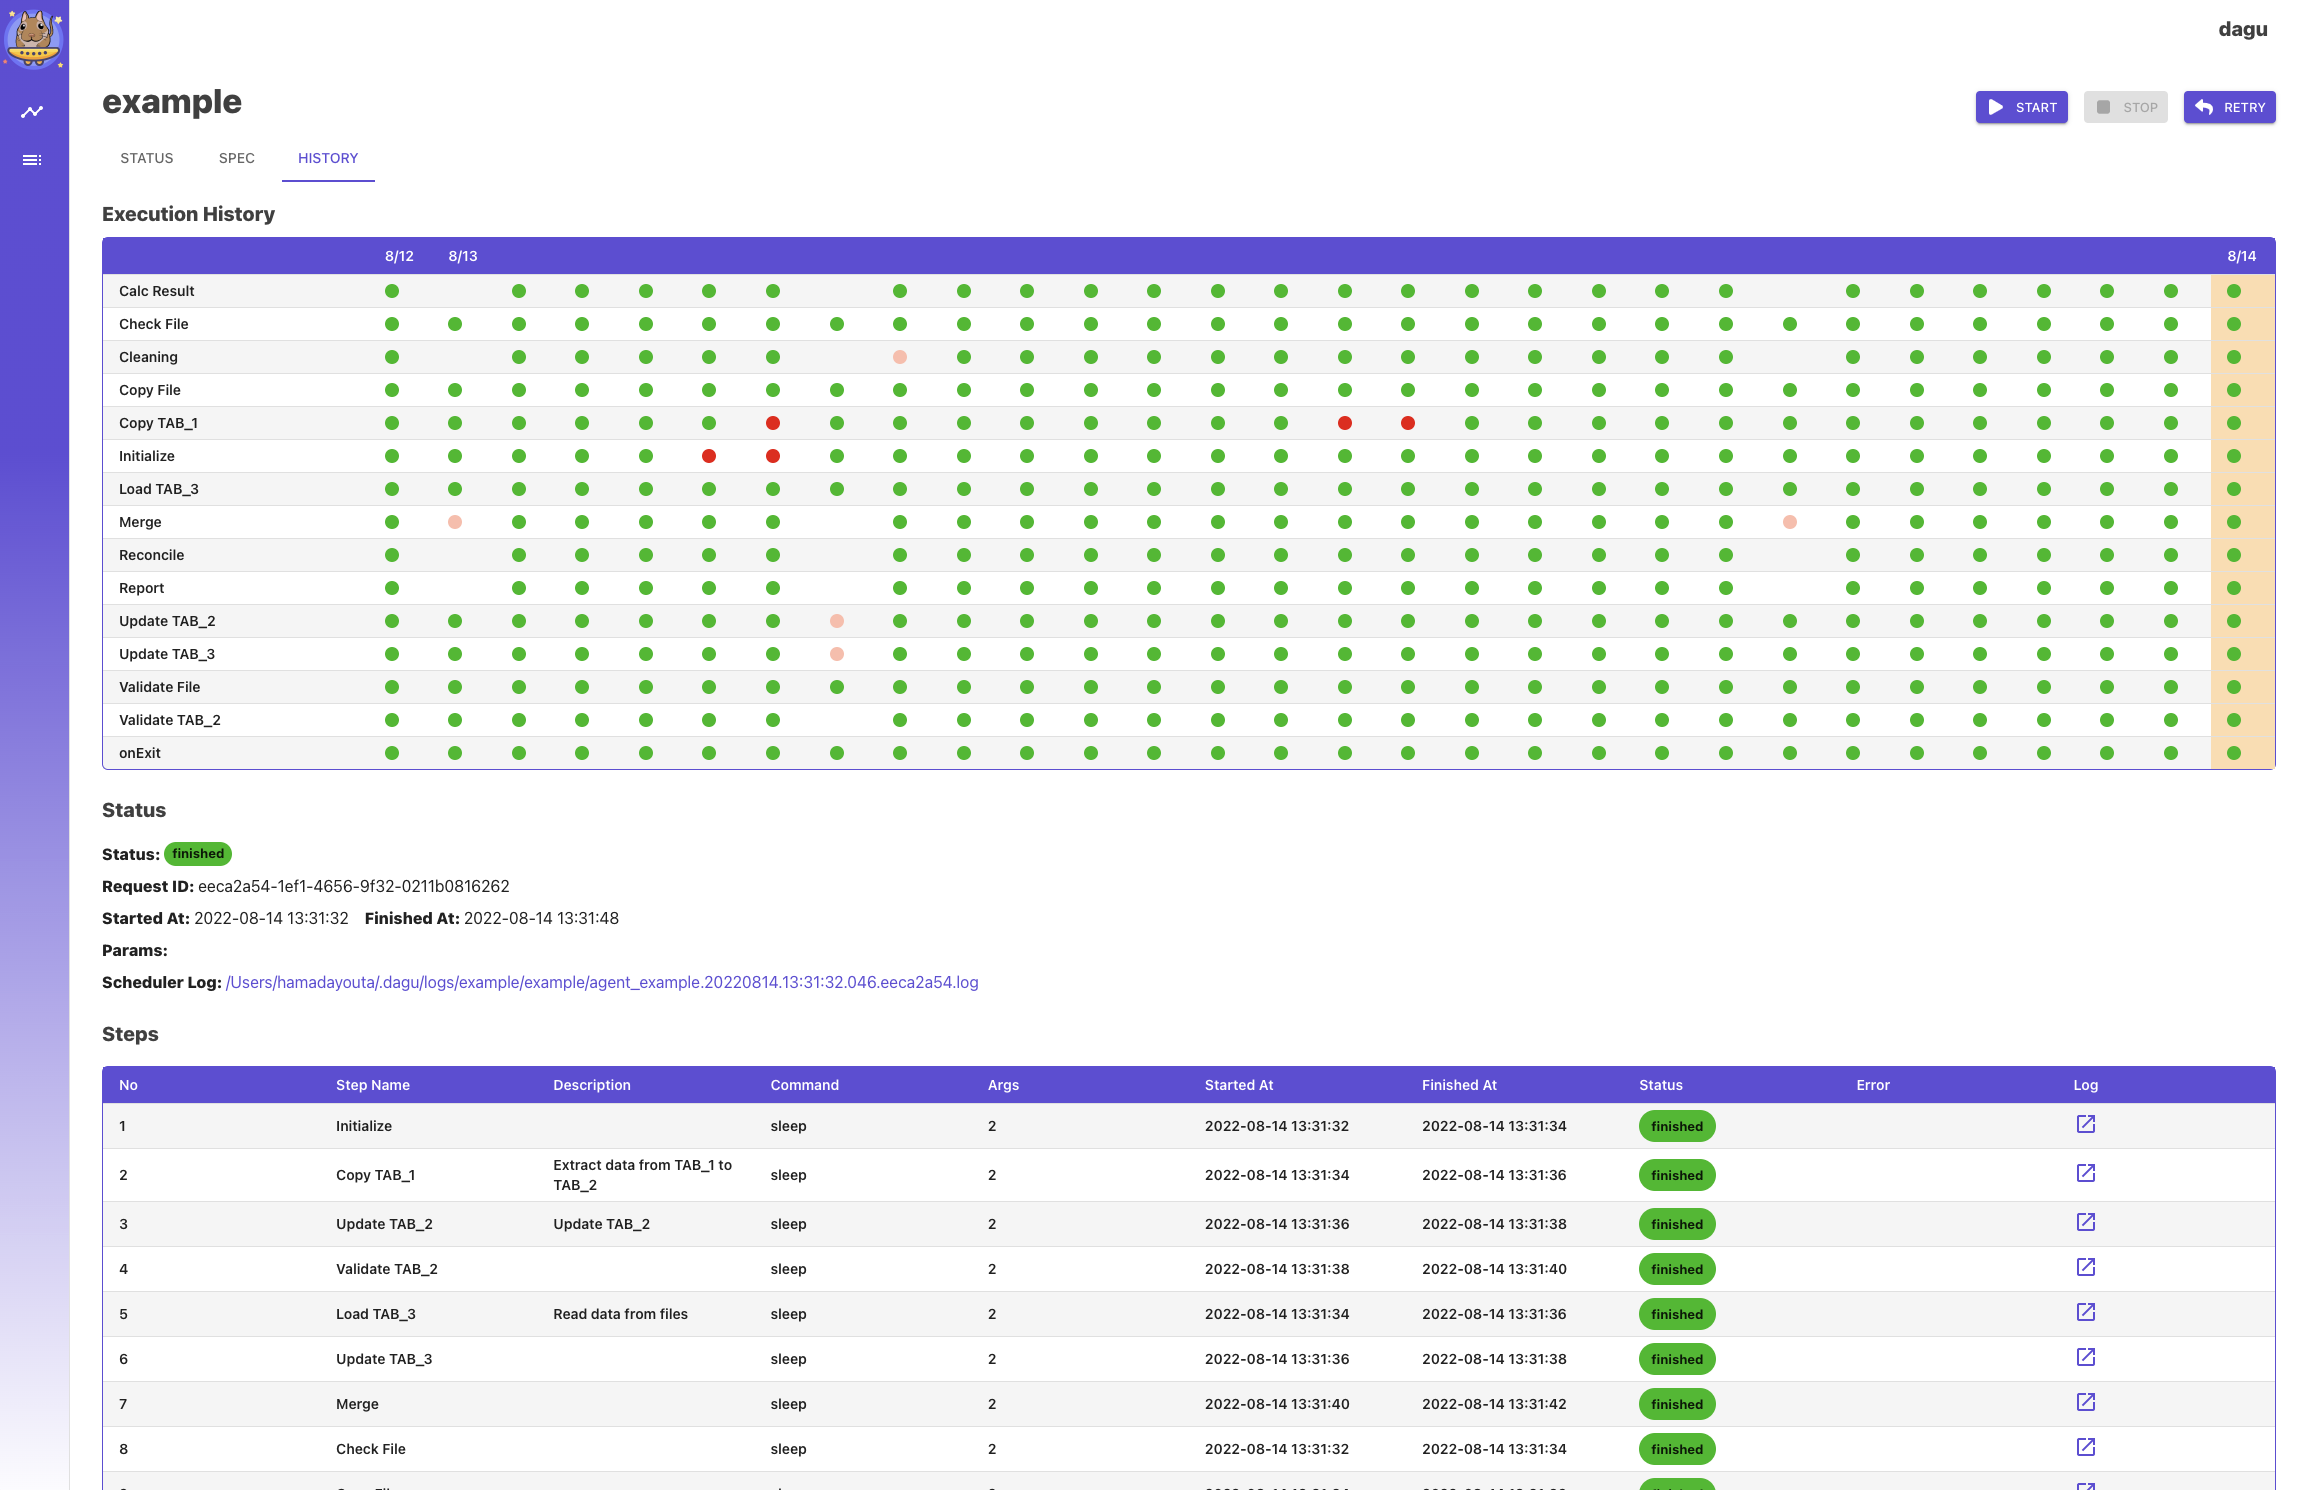 dagu
example
START STOP RETRY
STATUS SPEC HISTORY
Execution History
8/12 8/13 8/14
Calc Result
Check File
Cleaning
Copy File
Copy TAB_1
Initialize
Load TAB_3
Merge
Reconcile
Report
Update TAB_2
Update TAB_3
Validate File
Validate TAB_2
onExit
Status
Status: finished
Request ID: eeca2a54-1ef1-4656-9f32-0211b0816262
Started At: 2022-08-14 13:31:32 Finished At: 2022-08-14 13:31:48
Params:
Scheduler Log: /Users/hamadayouta/.dagu/logs/example/example/agent_example.20220814.13:31:32.046.eeca2a54.log
Steps
No Step Name Description Command Args Started At Finished At Status Error Log
1 Initialize sleep 2 2022-08-14 13:31:32 2022-08-14 13:31:34 finished
2 Copy TAB_1 Extract data from TAB_1 to TAB_2 sleep 2 2022-08-14 13:31:34 2022-08-14 13:31:36 finished
3 Update TAB_2 Update TAB_2 sleep 2 2022-08-14 13:31:36 2022-08-14 13:31:38 finished
4 Validate TAB_2 sleep 2 2022-08-14 13:31:38 2022-08-14 13:31:40 finished
5 Load TAB_3 Read data from files sleep 2 2022-08-14 13:31:34 2022-08-14 13:31:36 finished
6 Update TAB_3 sleep 2 2022-08-14 13:31:36 2022-08-14 13:31:38 finished
7 Merge sleep 2 2022-08-14 13:31:40 2022-08-14 13:31:42 finished
8 Check File sleep 2 2022-08-14 13:31:32 2022-08-14 13:31:34 finished